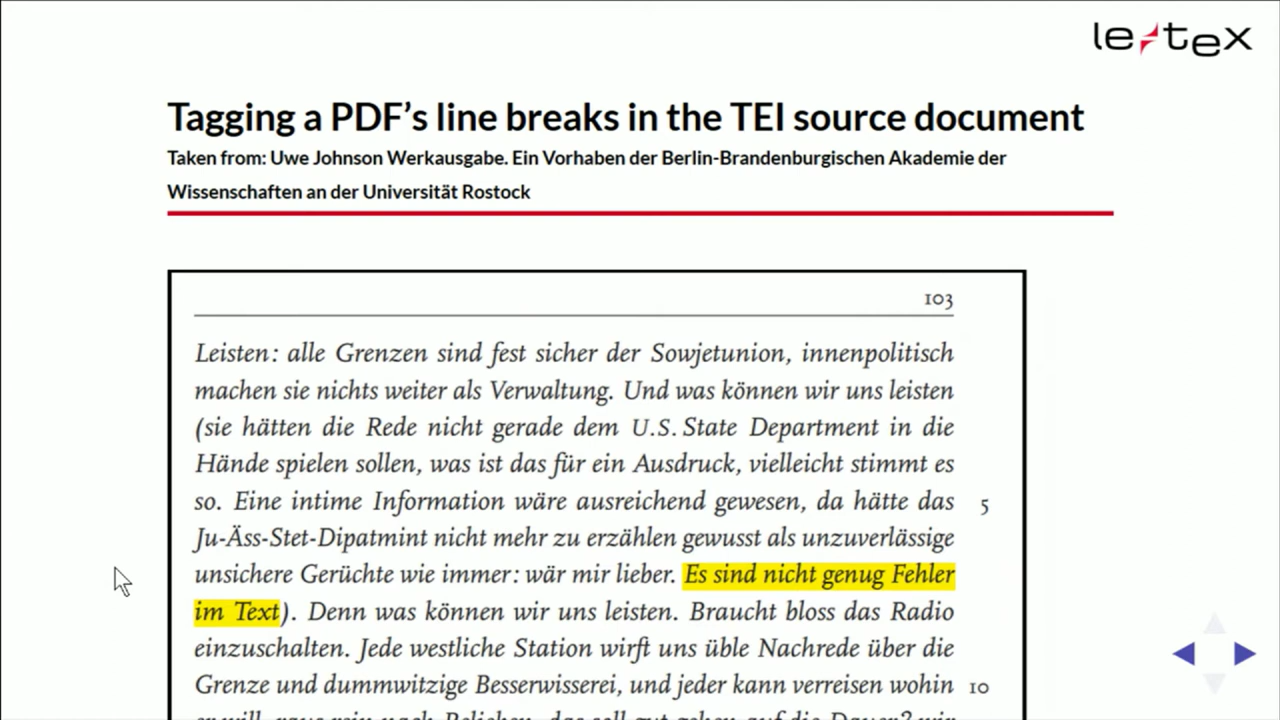 le-tex
Tagging a PDF’s line breaks in the TEI source document
Taken from: Uwe Johnson Werkausgabe. Ein Vorhaben der Berlin-Brandenburgischen Akademie der
Wissenschaften an der Universität Rostock
103
Leisten: alle Grenzen sind fest sicher der Sowjetunion, innenpolitisch
machen sie nichts weiter als Verwaltung. Und was können wir uns leisten
(sie hätten die Rede nicht gerade dem U.S. State Department in die
Hände spielen sollen, was ist das für ein Ausdruck, vielleicht stimmt es
so. Eine intime Information wäre ausreichend gewesen, da hätte das 5
Ju-Äss-Stet-Dipatmint nicht mehr zu erzählen gewusst als unzuverlässige
unsichere Gerüchte wie immer: wär mir lieber. Es sind nicht genug Fehler
im Text). Denn was können wir uns leisten. Braucht bloss das Radio
einzuschalten. Jede westliche Station wirft uns üble Nachrede über die
Grenze und dummwitzige Besserwisserei, und jeder kann verreisen wohin 10